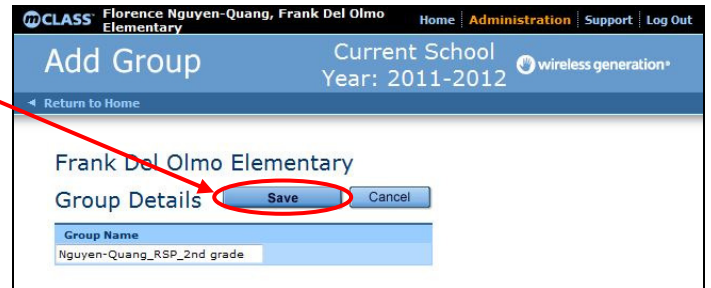 mCLASS® Florence Nguyen-Quang, Frank Del Olmo Elementary Home Administration Support Log Out
Add Group Current School Year: 2011-2012 wireless generation®
◄ Return to Home
Frank Del Olmo Elementary
Group Details Save Cancel
Group Name
Nguyen-Quang_RSP_2nd grade